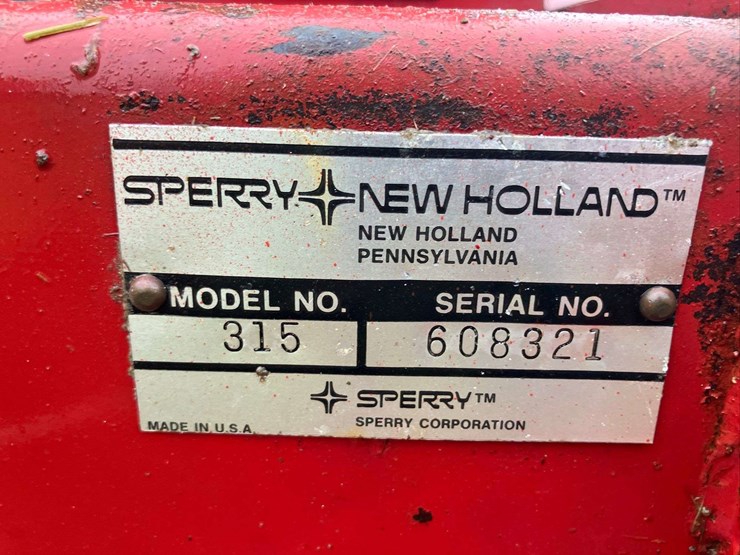 SPERRY NEW HOLLAND™
NEW HOLLAND
PENNSYLVANIA
MODEL NO. SERIAL NO.
315 608321
SPERRY™
SPERRY CORPORATION
MADE IN U.S.A.